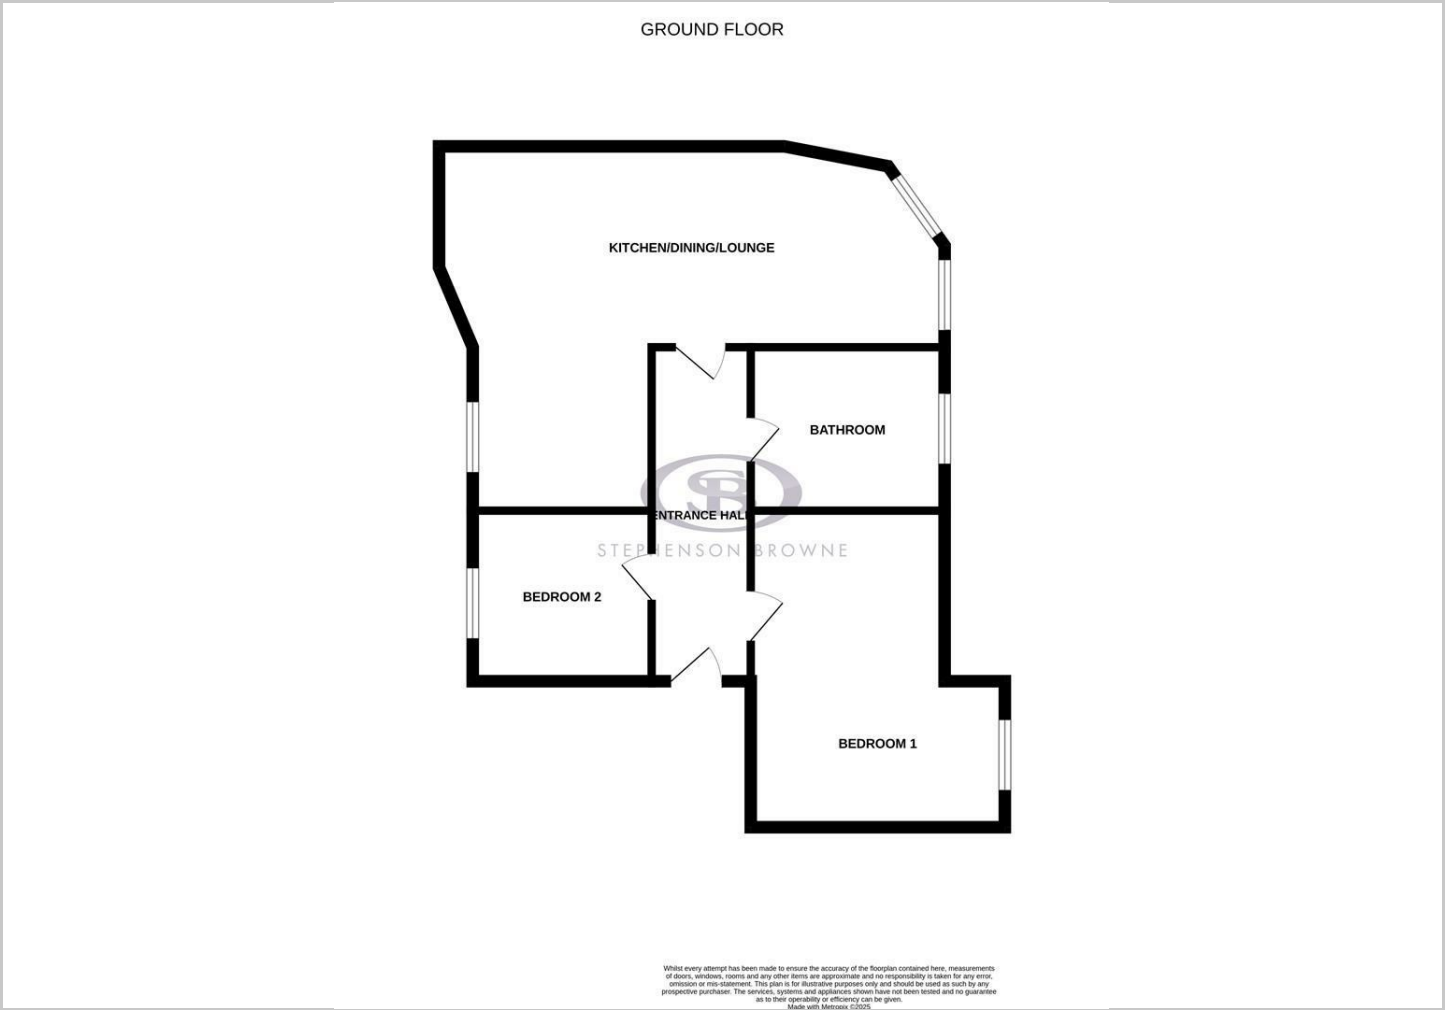 GROUND FLOOR
KITCHEN/DINING/LOUNGE
BATHROOM
SB
ENTRANCE HALL
STEPHENSON BROWNE
BEDROOM 2
BEDROOM 1
Whilst every attempt has been made to ensure the accuracy of the floorplan contained here, measurements
of doors, windows, rooms and any other items are approximate and no responsibility is taken for any error,
omission or mis-statement. This plan is for illustrative purposes only and should be used as such by any
prospective purchaser. The services, systems and appliances shown have not been tested and no guarantee
as to their operability or efficiency can be given.
Made with Metropix ©2025